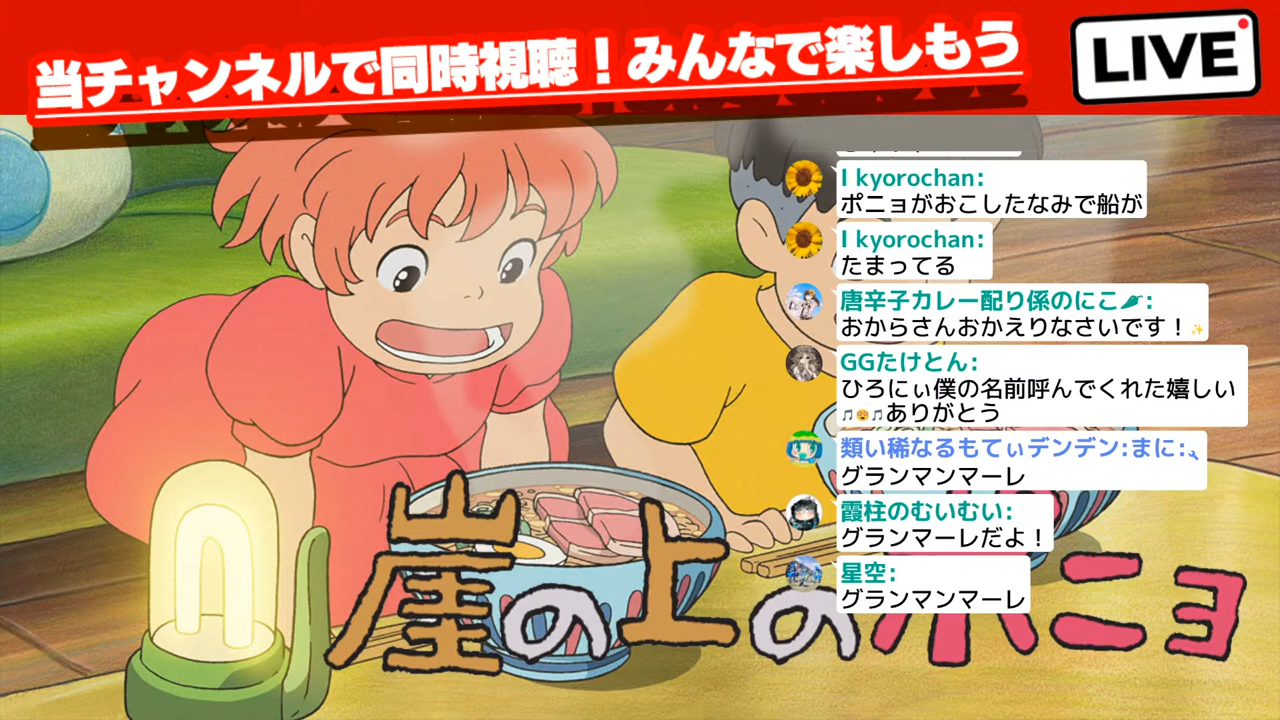 当チャンネルで同時視聴！みんなで楽しもう
LIVE
I kyorochan:
ポニョがおこしたなみで船が
I kyorochan:
たまってる
唐辛子カレー配り係のにこ🌶:
おからさんおかえりなさいです！✨
GGたけとん:
ひろにぃ僕の名前呼んでくれた嬉しい
🎵😍🎵ありがとう
類い稀なるもてぃデンデン:まに:
グランマンマーレ
霞柱のむいむい:
グランマーレだよ！
星空:
グランマンマーレ
崖の上のポニョ